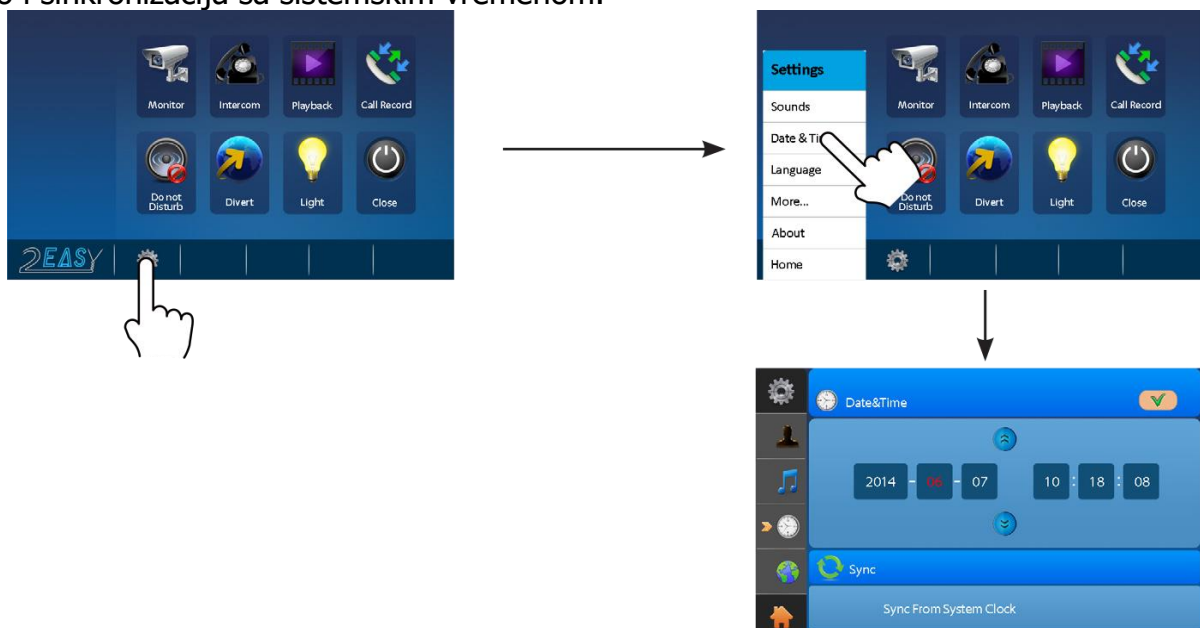 i sinkronizacija sa sistemskim vremenom.
Monitor Intercom Playback Call Record
Do not Disturb Divert Light Close
2EASY
Settings
Sounds
Date & Ti
Language
More...
About
Home
Monitor Intercom Playback Call Record
Do not Disturb Divert Light Close
Date&Time
2014 - 06 - 07 10 : 18 : 08
Sync
Sync From System Clock